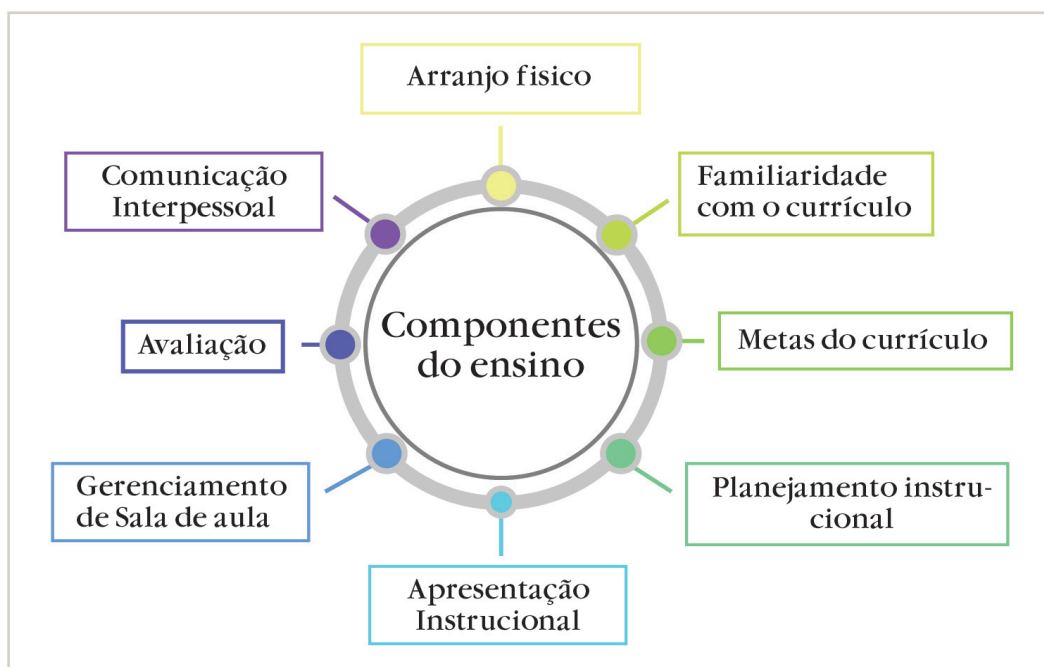 Arranjo fisico
Comunicação
Interpessoal
Familiaridade
com o currículo
Avaliação
Componentes
do ensino
Metas do currículo
Gerenciamento
de Sala de aula
Planejamento instru-
cional
Apresentação
Instrucional